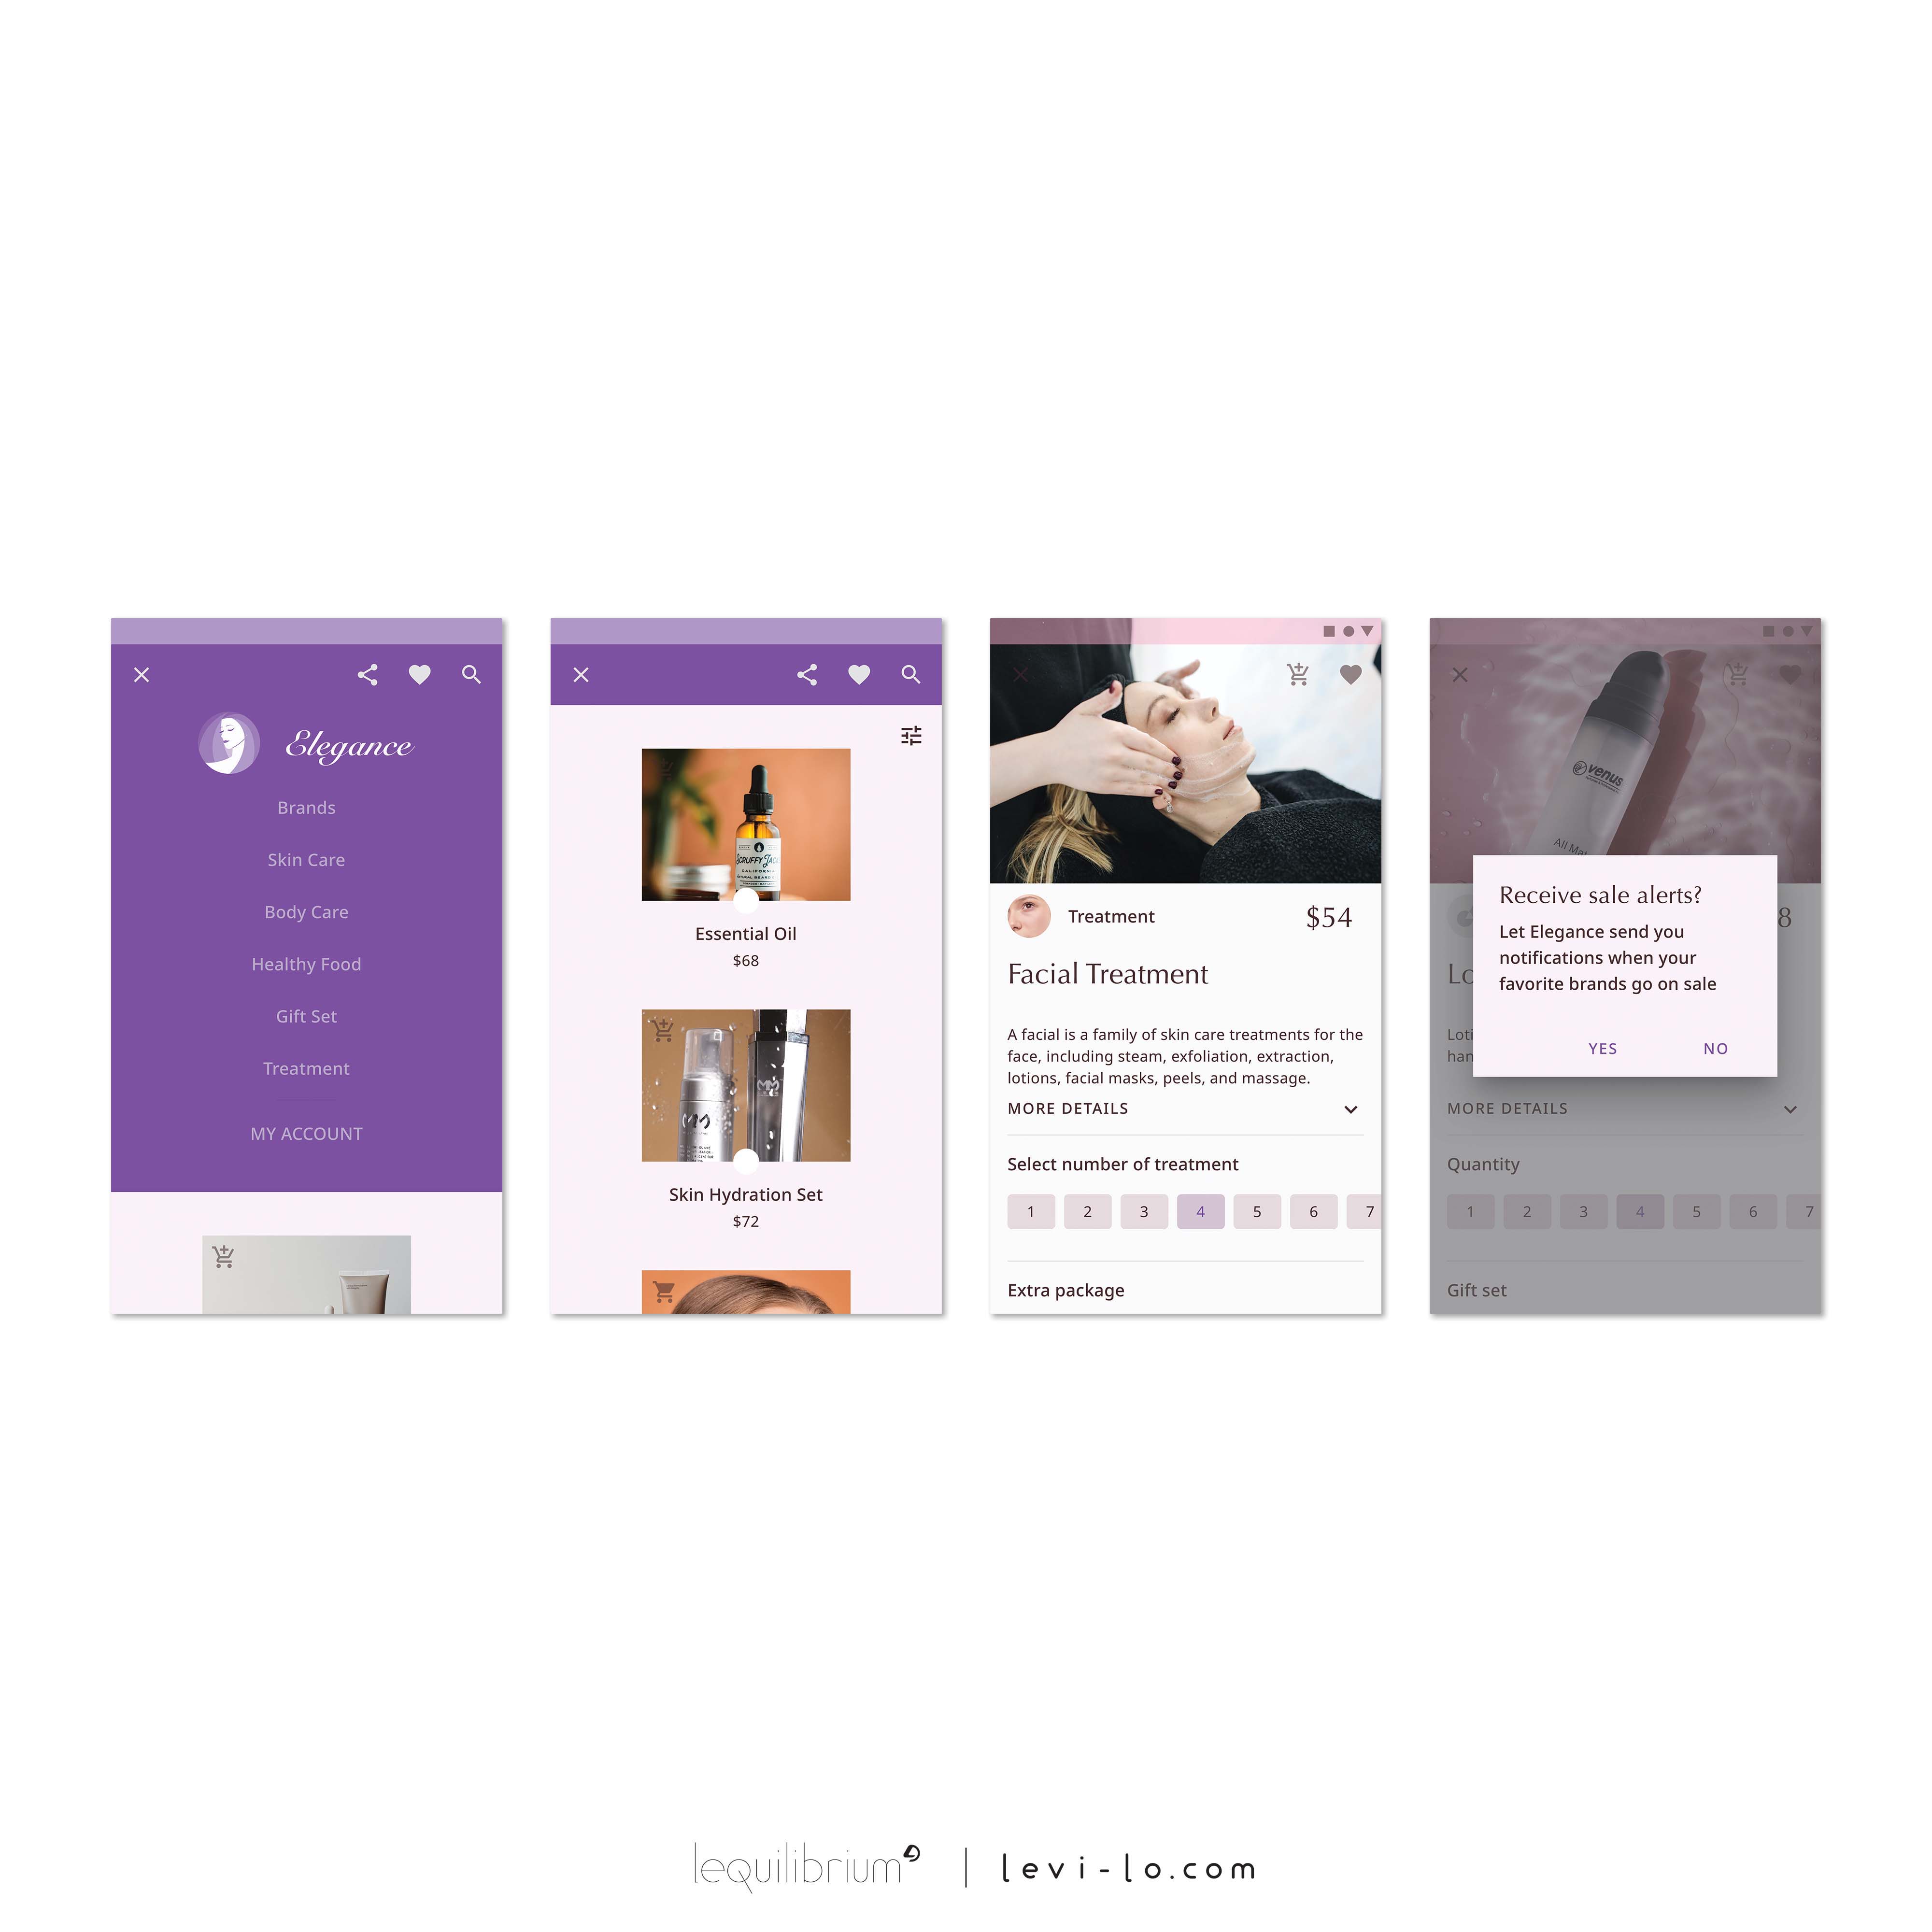 Elegance
Brands
Skin Care
Body Care
Healthy Food
Gift Set
Treatment
MY ACCOUNT
CALIFORNIA
Essential Oil
$68
Skin Hydration Set
$72
Treatment
$54
Facial Treatment
A facial is a family of skin care treatments for the
face, including steam, exfoliation, extraction,
lotions, facial masks, peels, and massage.
MORE DETAILS
Select number of treatment
1 2 3 4 5 6 7
Extra package
venus
All Mat
8
Lo
Receive sale alerts?
Let Elegance send you
notifications when your
favorite brands go on sale
YES NO
Loti
han
MORE DETAILS
Quantity
1 2 3 4 5 6 7
Gift set
lequilibrium | levi-lo.com